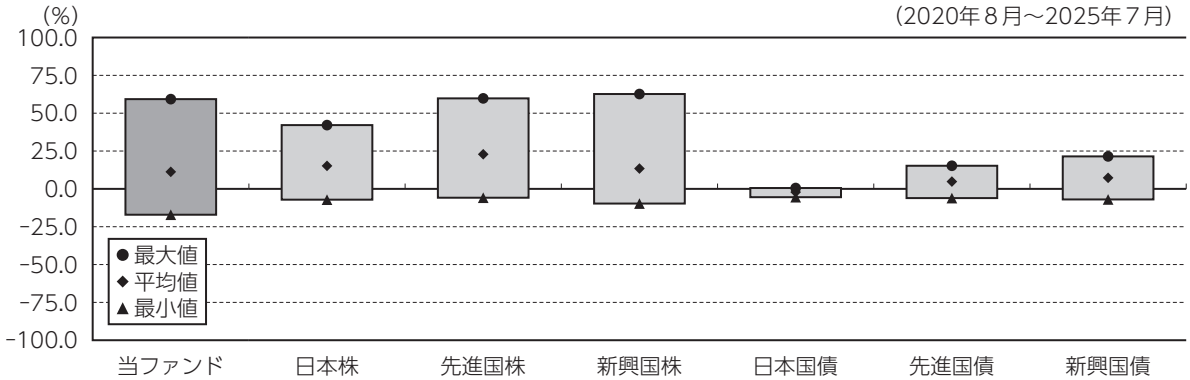 (%)
(2020年8月～2025年7月)
100.0
75.0
50.0
25.0
0.0
-25.0
-50.0
-75.0
-100.0
●最大値
◆平均値
▲最小値
当ファンド 日本株 先進国株 新興国株 日本国債 先進国債 新興国債